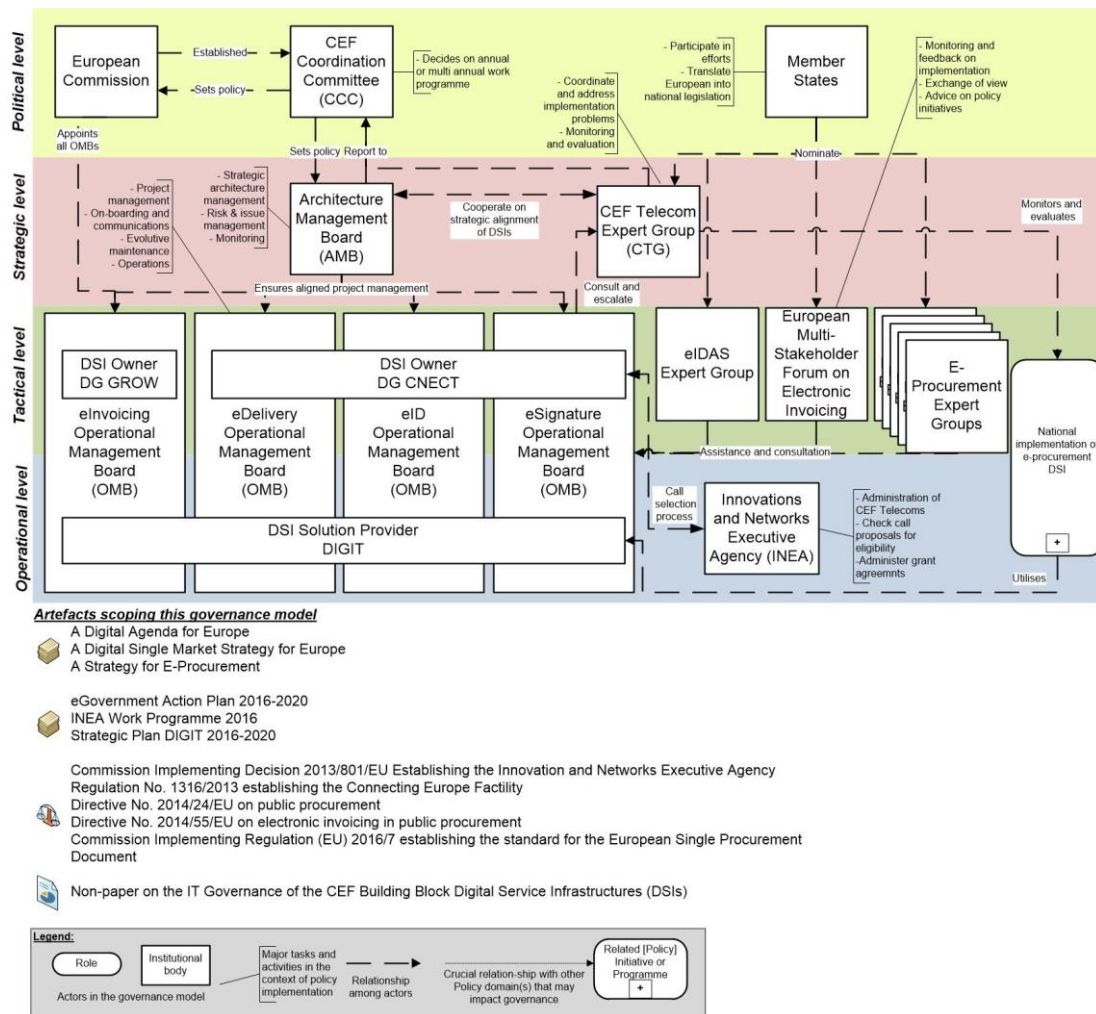 Political level
European
Commission
Established
Sets policy
CEF
Coordination
Committee
(CCC)
- Decides on annual
or multi annual work
programme
- Coordinate
and address
implementation
problems
- Monitoring
and evaluation
- Participate in
efforts
- Translate
European into
national legislation
Member
States
- Monitoring and
feedback on
implementation
- Exchange of view
- Advice on policy
initiatives
Appoints
all OMBs
Sets policy
Report to
Nominate
Strategic level
- Project
management
- On-boarding and
communications
- Evolutive
maintenance
- Operations
- Strategic
architecture
management
- Risk & issue
management
- Monitoring
Architecture
Management
Board
(AMB)
Cooperate on
strategic alignment
of DSIs
CEF Telecom
Expert Group
(CTG)
Monitors and
evaluates
Ensures aligned project management
Consult and
escalate
Tactical level
DSI Owner
DG GROW
DSI Owner
DG CNECT
eInvoicing
Operational
Management
Board
(OMB)
eDelivery
Operational
Management
Board
(OMB)
eID
Operational
Management
Board
(OMB)
eSignature
Operational
Management
Board
(OMB)
eIDAS
Expert Group
European
Multi-
Stakeholder
Forum on
Electronic
Invoicing
E-
Procurement
Expert
Groups
National
implementation of
e-procurement
DSI
+
Assistance and consultation
Operational level
Call
selection
process
Innovations
and Networks
Executive
Agency (INEA)
- Administration of
CEF Telecoms
- Check call
proposals for
eligibility
-Administer grant
agreemnts
DSI Solution Provider
DIGIT
Utilises
Artefacts scoping this governance model
A Digital Agenda for Europe
A Digital Single Market Strategy for Europe
A Strategy for E-Procurement
eGovernment Action Plan 2016-2020
INEA Work Programme 2016
Strategic Plan DIGIT 2016-2020
Commission Implementing Decision 2013/801/EU Establishing the Innovation and Networks Executive Agency
Regulation No. 1316/2013 establishing the Connecting Europe Factility
Directive No. 2014/24/EU on public procurement
Directive No. 2014/55/EU on electronic invoicing in public procurement
Commission Implementing Regulation (EU) 2016/7 establishing the standard for the European Single Procurement
Document
Non-paper on the IT Governance of the CEF Building Block Digital Service Infrastructures (DSIs)
Legend:
Role
Institutional
body
Actors in the governance model
Major tasks and
activities in the
context of policy
implementation
Relationship
among actors
Crucial relation-ship with other
Policy domain(s) that may
impact governance
Related [Policy]
Initiative or
Programme
+